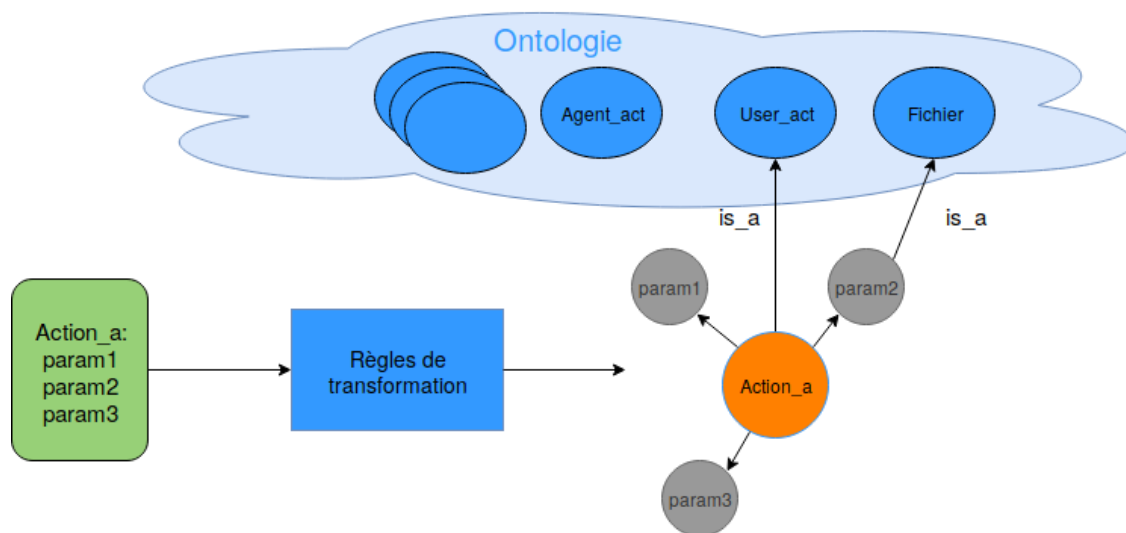 Ontologie
Agent_act
User_act
Fichier
is_a
is_a
param1
param2
Action_a:
param1
param2
param3
Règles de
transformation
Action_a
param3